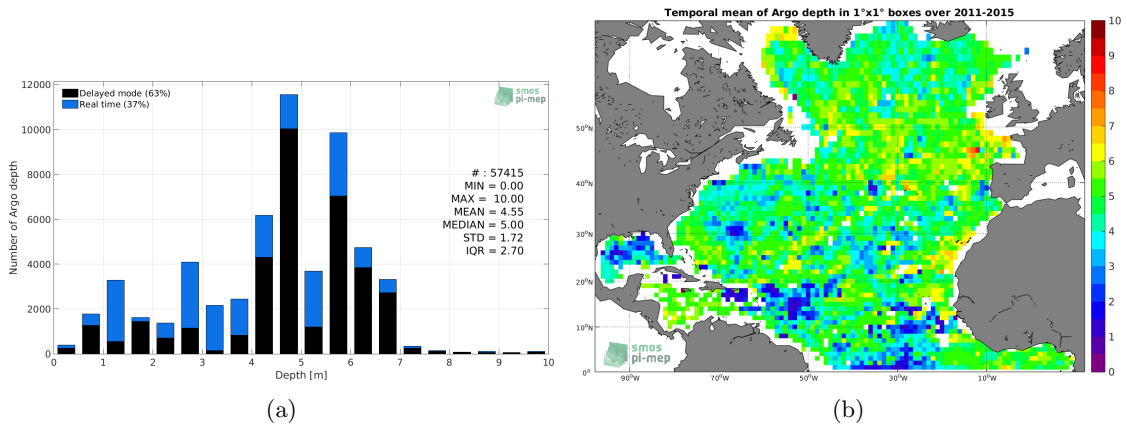 Delayed mode (63%)
Real time (37%)
smos
pi-mep
12000
10000
8000
6000
4000
2000
0
Number of Argo depth
# : 57415
MIN = 0.00
MAX = 10.00
MEAN = 4.55
MEDIAN = 5.00
STD = 1.72
IQR = 2.70
0 1 2 3 4 5 6 7 8 9 10
Depth [m]
(a)
Temporal mean of Argo depth in 1°x1° boxes over 2011-2015
50°N
40°N
30°N
20°N
10°N
0°
90°W 70°W 50°W 30°W 10°W
smos
pi-mep
10
9
8
7
6
5
4
3
2
1
0
(b)